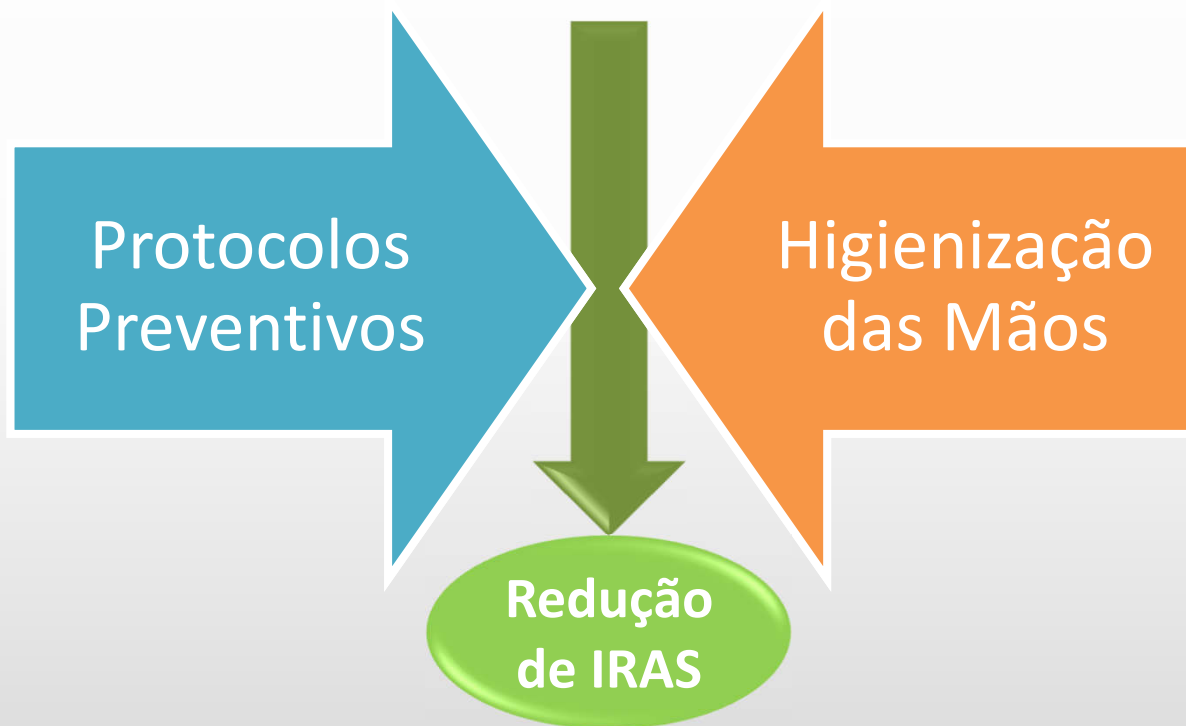 Protocolos
Preventivos
Higienização
das Mãos
Redução
de IRAS